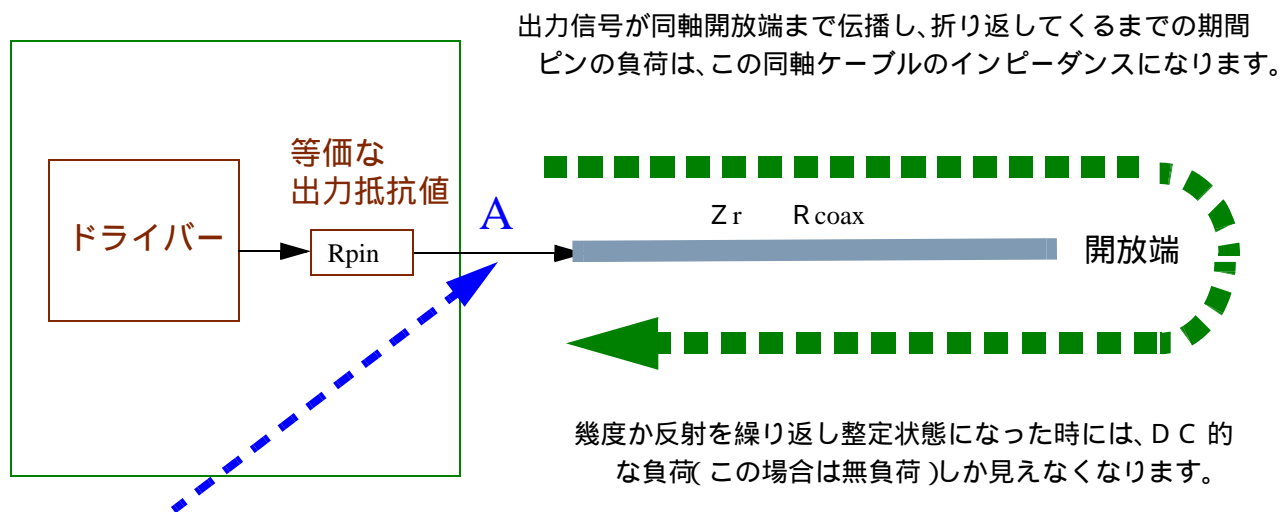 出力信号が同軸開放端まで伝播し、折り返してくるまでの期間
ピンの負荷は、この同軸ケーブルのインピーダンスになります。
等価な
出力抵抗値
ドライバー
Rpin
A
Zr Rcoax
開放端
幾度か反射を繰り返し整定状態になった時には、DC的
な負荷(この場合は無負荷)しか見えなくなります。